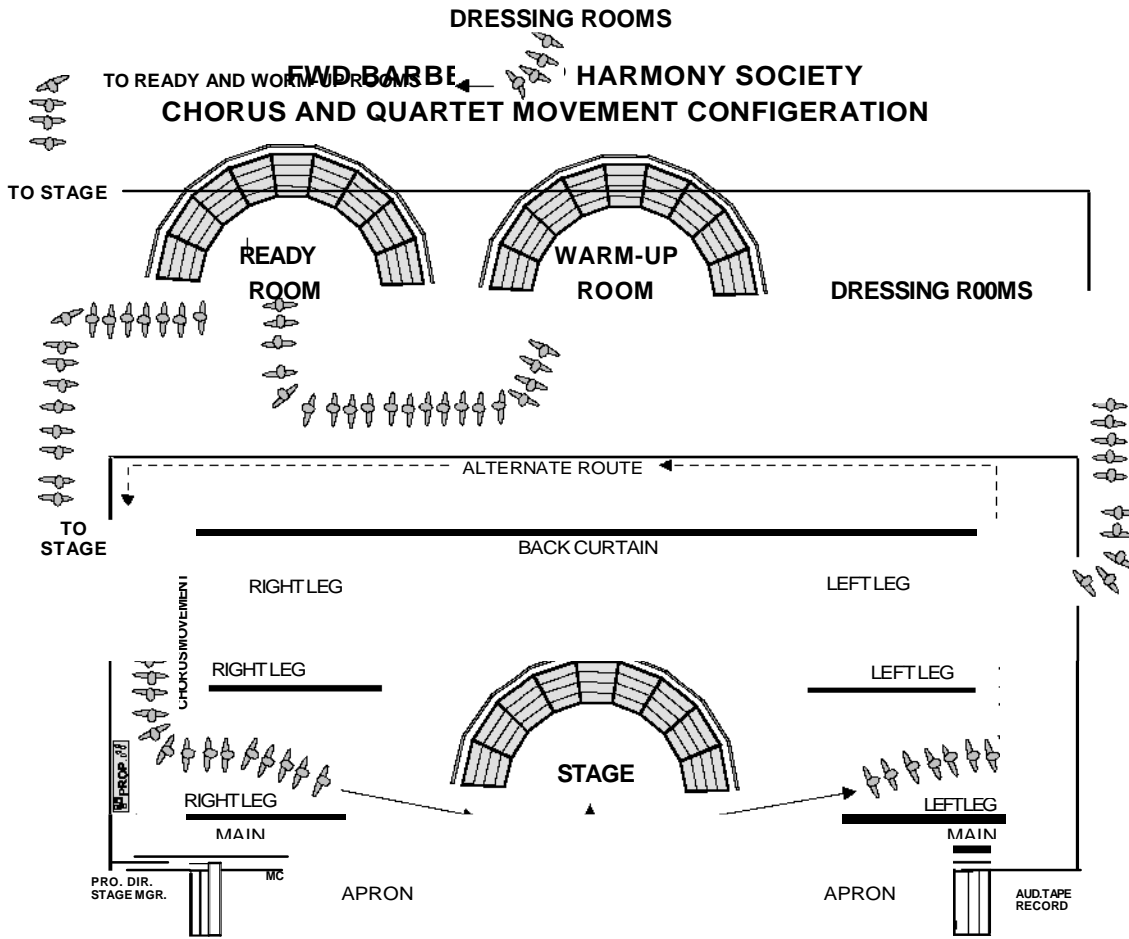 DRESSING ROOMS
TO READY AND WORM-UP ROOMS
FWD BARBE HARMONY SOCIETY
CHORUS AND QUARTET MOVEMENT CONFIGERATION
TO STAGE
READY
ROOM
WARM-UP
ROOM
DRESSING R00MS
ALTERNATE ROUTE
TO
STAGE
BACK CURTAIN
RIGHT LEG
LEFT LEG
CHORUS MOVEMENT
RIGHT LEG
LEFT LEG
STAGE
PROP
RIGHT LEG
LEFT LEG
MAIN
MAIN
PRO. DIR.
STAGE MGR.
MC
APRON
APRON
AUD.TAPE
RECORD